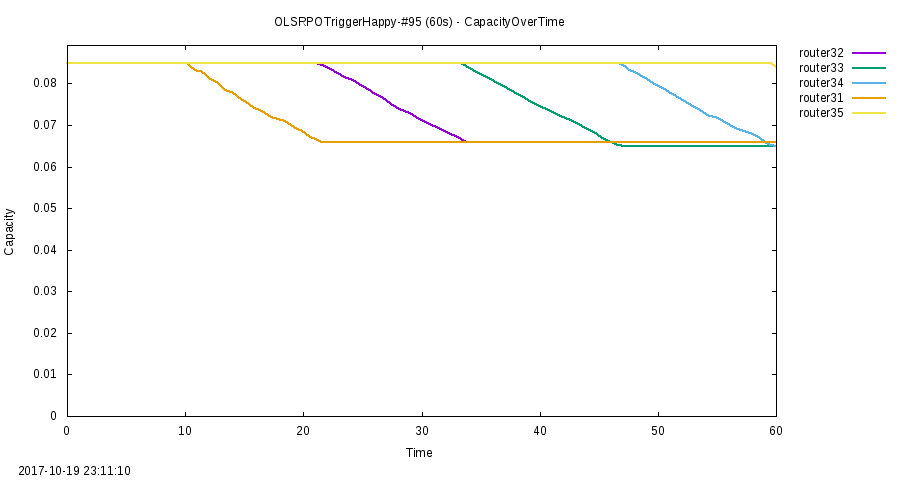 OLSRPOTriggerHappy-#95 (60s) - CapacityOverTime
router32
router33
router34
router31
router35
0.08
0.07
0.06
0.05
0.04
0.03
0.02
0.01
0
Capacity
0 10 20 30 40 50 60
Time
2017-10-19 23:11:10